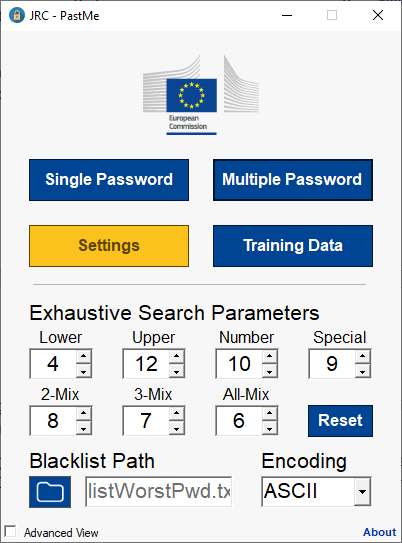 JRC - PastMe
European
Commission
Single Password
Multiple Password
Settings
Training Data
Exhaustive Search Parameters
Lower Upper Number Special
4 12 10 9
2-Mix 3-Mix All-Mix
8 7 6 Reset
Blacklist Path Encoding
listWorstPwd.tx ASCII
Advanced View About